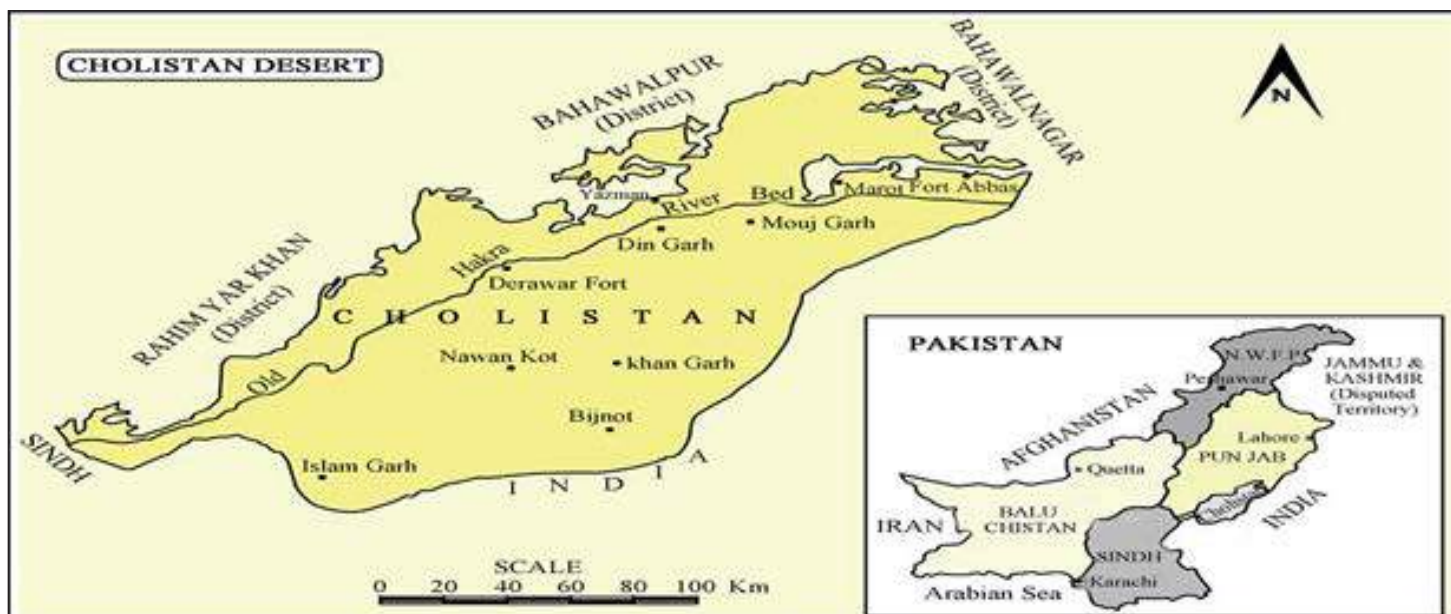 CHOLISTAN DESERT
BAHAWALPUR
(District)
BAHAWALNAGAR
(District)
N
Yazman
River
Bed
Marot
Fort Abbas
Mouj Garh
Din Garh
Hakra
Derawar Fort
RAHIM YAR KHAN
(District)
CHOLISTAN
Nawan Kot
khan Garh
Old
Bijnot
SINDH
Islam Garh
INDIA
SCALE
0 20 40 60 80 100 Km
PAKISTAN
N.W.F.P
Peshawar
JAMMU &
KASHMIR
(Disputed
Territory)
AFGHANISTAN
Lahore
PUN JAB
Quetta
INDIA
IRAN
BALU
CHISTAN
SINDH
Karachi
Arabian Sea